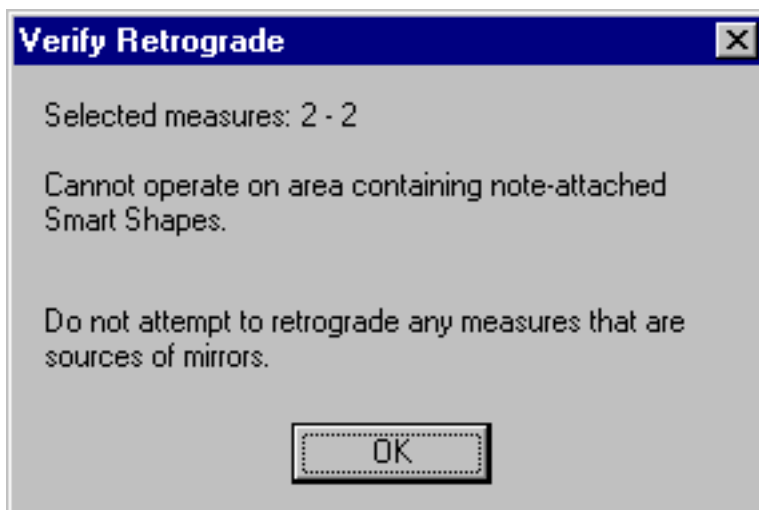 Verify Retrograde
Selected measures: 2 - 2
Cannot operate on area containing note-attached
Smart Shapes.
Do not attempt to retrograde any measures that are
sources of mirrors.
OK